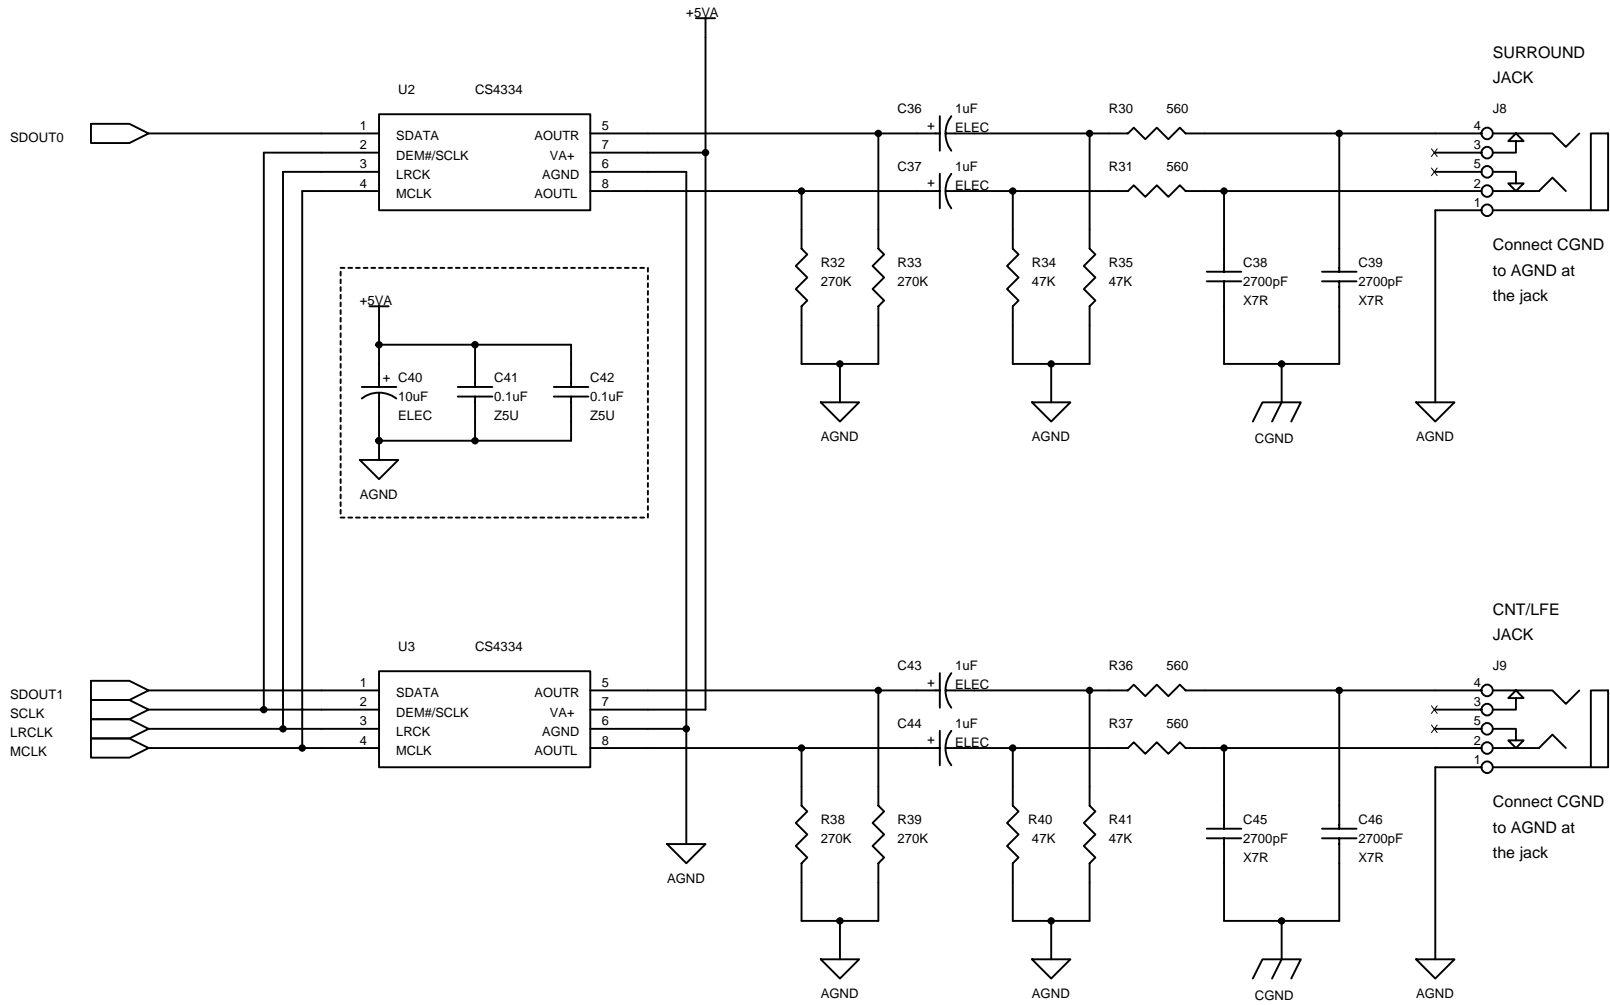 +5VA
SURROUND
JACK
U2 CS4334
C36 1uF R30 560 J8
SDOUT0
+ ELEC
1 SDATA AOUTR 5 4
2 DEM#/SCLK VA+ 7 3
3 LRCK AGND 6 5
4 MCLK AOUTL 8 2
1
C37 1uF R31 560
+ ELEC
R32
270K
R33
270K
R34
47K
R35
47K
C38
2700pF
X7R
C39
2700pF
X7R
Connect CGND
to AGND at
the jack
+5VA
+ C40
10uF
ELEC
C41
0.1uF
Z5U
C42
0.1uF
Z5U
AGND
AGND
AGND
CGND
AGND
CNT/LFE
JACK
U3 CS4334
C43 1uF R36 560 J9
+ ELEC
SDOUT1
SCLK
LRCLK
MCLK
1 SDATA AOUTR 5 4
2 DEM#/SCLK VA+ 7 3
3 LRCK AGND 6 5
4 MCLK AOUTL 8 2
1
C44 1uF R37 560
+ ELEC
R38
270K
R39
270K
R40
47K
R41
47K
C45
2700pF
X7R
C46
2700pF
X7R
Connect CGND
to AGND at
the jack
AGND
AGND
AGND
CGND
AGND